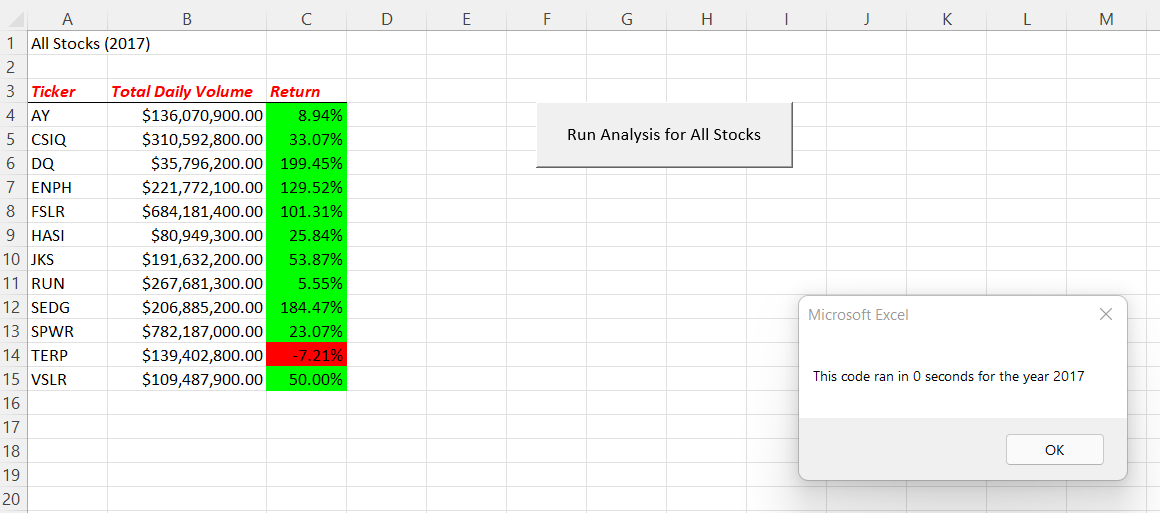 A B C D E F G H I J K L M
1 All Stocks (2017)
2
3 Ticker Total Daily Volume Return
4 AY $136,070,900.00 8.94%
5 CSIQ $310,592,800.00 33.07%
Run Analysis for All Stocks
6 DQ $35,796,200.00 199.45%
7 ENPH $221,772,100.00 129.52%
8 FSLR $684,181,400.00 101.31%
9 HASI $80,949,300.00 25.84%
10 JKS $191,632,200.00 53.87%
11 RUN $267,681,300.00 5.55%
12 SEDG $206,885,200.00 184.47%
13 SPWR $782,187,000.00 23.07%
14 TERP $139,402,800.00 -7.21%
15 VSLR $109,487,900.00 50.00%
16
17
18
19
20
Microsoft Excel
This code ran in 0 seconds for the year 2017
OK